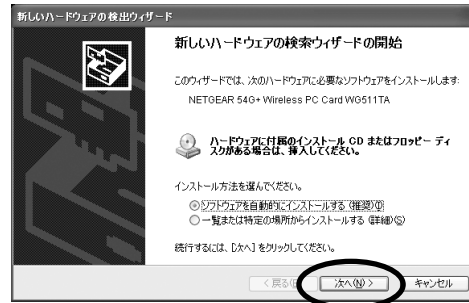 新しいハードウェアの検出ウィザード
新しいハードウェアの検索ウィザードの開始
このウィザードでは、次のハードウェアに必要なソフトウェアをインストールします:
NETGEAR 54G+ Wireless PC Card WG511TA
ハードウェアに付属のインストール CD またはフロッピー ディ
スクがある場合は、挿入してください。
インストール方法を選んでください。
ソフトウェアを自動的にインストールする (推奨)(I)
一覧または特定の場所からインストールする (詳細)(S)
続行するには、[次へ] をクリックしてください。
< 戻る(B) 次へ(N) > キャンセル